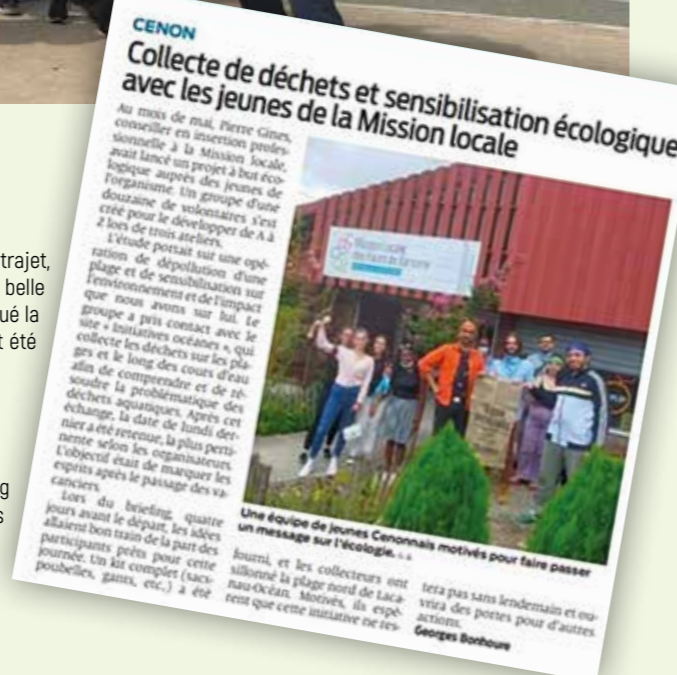 trajet,
belle
ué la
t été
g
s
CENON
Collecte de déchets et sensibilisation écologique
avec les jeunes de la Mission locale
Au mois de mai, Pierre Gines,
conseiller en insertion profes-
sionnelle à la Mission locale,
avait lancé un projet à but éco-
logique auprès des jeunes de
l'organisme. Un groupe d'une
douzaine de volontaires s'est
créé pour le développer de A à
Z lors de trois ateliers.
L'étude portait sur une opé-
ration de dépollution d'une
plage et de sensibilisation sur
l'environnement et de l'impact
que nous avons sur lui. Le
groupe a pris contact avec le
site « Initiatives océanes », qui
collecte les déchets sur les pla-
ges et le long des cours d'eau
afin de comprendre et de ré-
soudre la problématique des
déchets aquatiques. Après cet
échange, la date de lundi der-
nier a été retenue, la plus perti-
nente selon les organisateurs.
L'objectif était de marquer les
esprits après le passage des va-
canciers.
Lors du briefing, quatre
jours avant le départ, les idées
allaient bon train de la part des
participants prêts pour cette
journée. Un kit complet (sacs-
poubelles, gants, etc.) a été
Mission locale
des Hauts de Garonne
Une équipe de jeunes Cenonnais motivés pour faire passer
un message sur l'écologie.
fourni, et les collecteurs ont
sillonné la plage nord de Laca-
nau-Océan. Motivés, ils espè-
rent que cette initiative ne res-
tera pas sans lendemain et ou-
vrira des portes pour d'autres
actions.
Georges Bonhoure